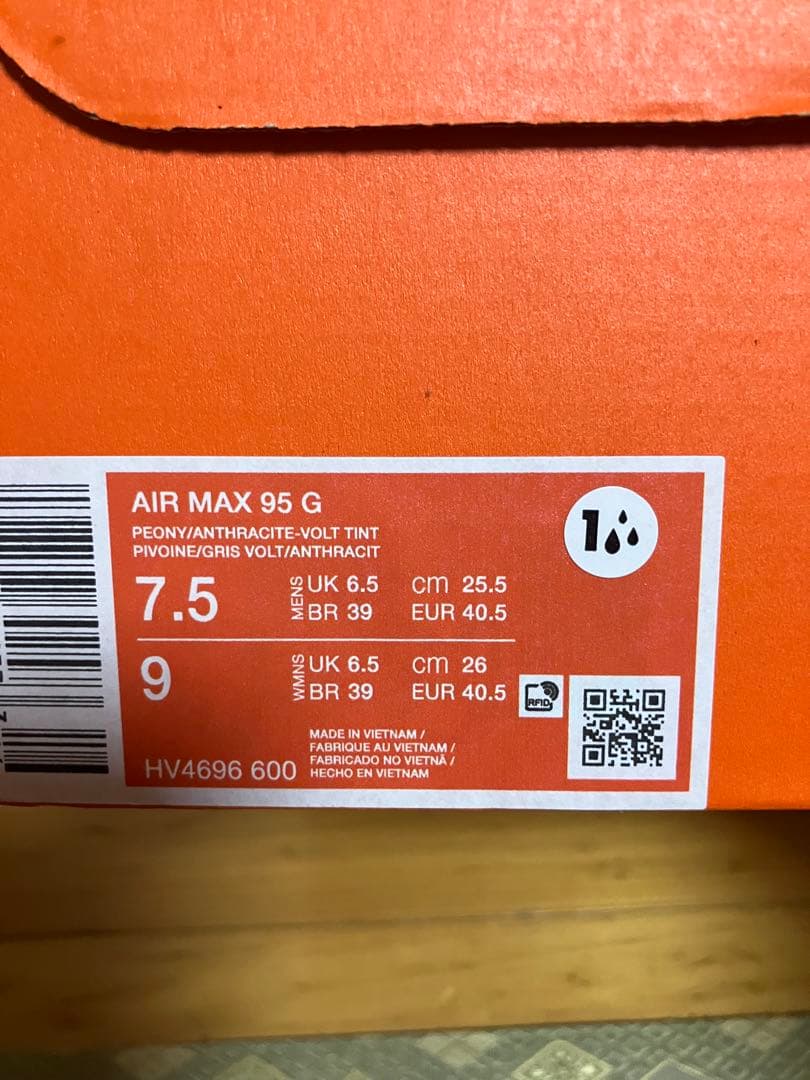 AIR MAX 95 G
PEONY/ANTHRACITE-VOLT TINT
PIVOINE/GRIS VOLT/ANTHRACIT
1
7.5 MENS UK 6.5 cm 25.5
BR 39 EUR 40.5
9 WMNS UK 6.5 cm 26
BR 39 EUR 40.5
RFID
MADE IN VIETNAM /
FABRIQUE AU VIETNAM /
FABRICADO NO VIETNÃ /
HECHO EN VIETNAM
HV4696 600